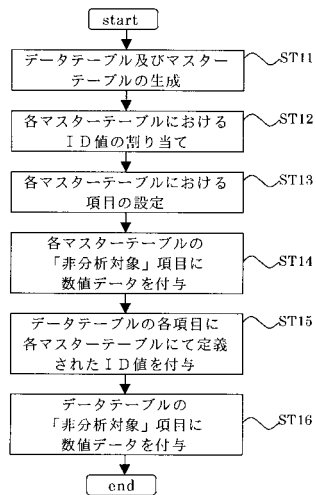 start
データテーブル及びマスター
テーブルの生成
ST11
各マスターテーブルにおける
ＩＤ値の割り当て
ST12
各マスターテーブルにおける
項目の設定
ST13
各マスターテーブルの
「非分析対象」項目に
数値データを付与
ST14
データテーブルの各項目に
各マスターテーブルにて定義
されたＩＤ値を付与
ST15
データテーブルの
「非分析対象」項目に
数値データを付与
ST16
end